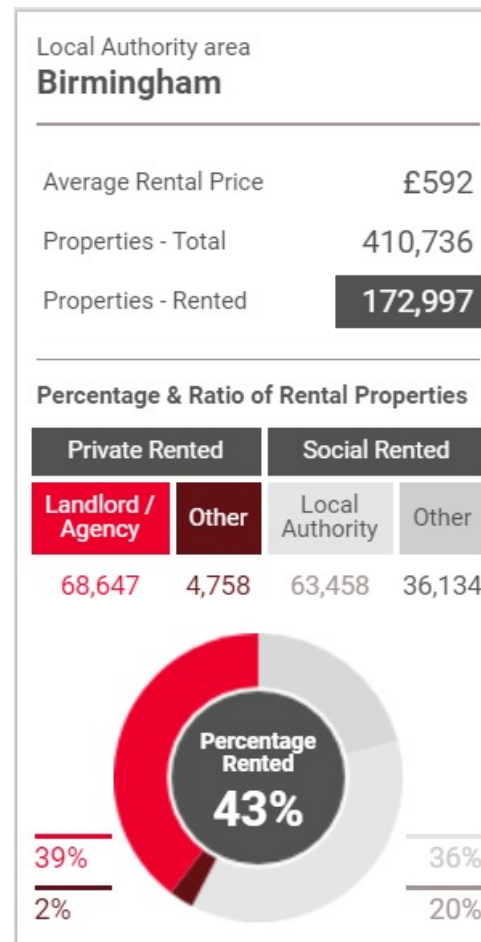 Local Authority area
Birmingham
Average Rental Price £592
Properties - Total 410,736
Properties - Rented 172,997
Percentage & Ratio of Rental Properties
Private Rented Social Rented
Landlord / Agency Other Local Authority Other
68,647 4,758 63,458 36,134
Percentage
Rented
43%
39% 36%
2% 20%